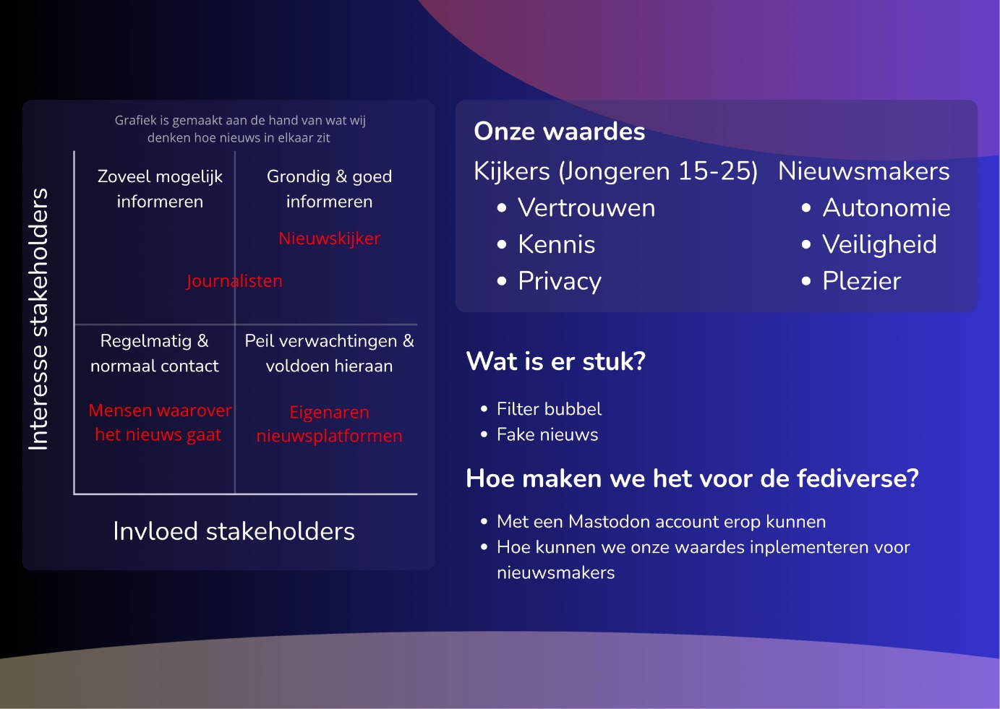 Grafiek is gemaakt aan de hand van wat wij
denken hoe nieuws in elkaar zit
Interesse stakeholders
Zoveel mogelijk
informeren
Grondig & goed
informeren
Nieuwskijker
Journalisten
Regelmatig &
normaal contact
Peil verwachtingen &
voldoen hieraan
Mensen waarover
het nieuws gaat
Eigenaren
nieuwsplatformen
Invloed stakeholders
Onze waardes
Kijkers (Jongeren 15-25)
• Vertrouwen
• Kennis
• Privacy
Nieuwsmakers
• Autonomie
• Veiligheid
• Plezier
Wat is er stuk?
• Filter bubbel
• Fake nieuws
Hoe maken we het voor de fediverse?
• Met een Mastodon account erop kunnen
• Hoe kunnen we onze waardes inplementeren voor
nieuwsmakers